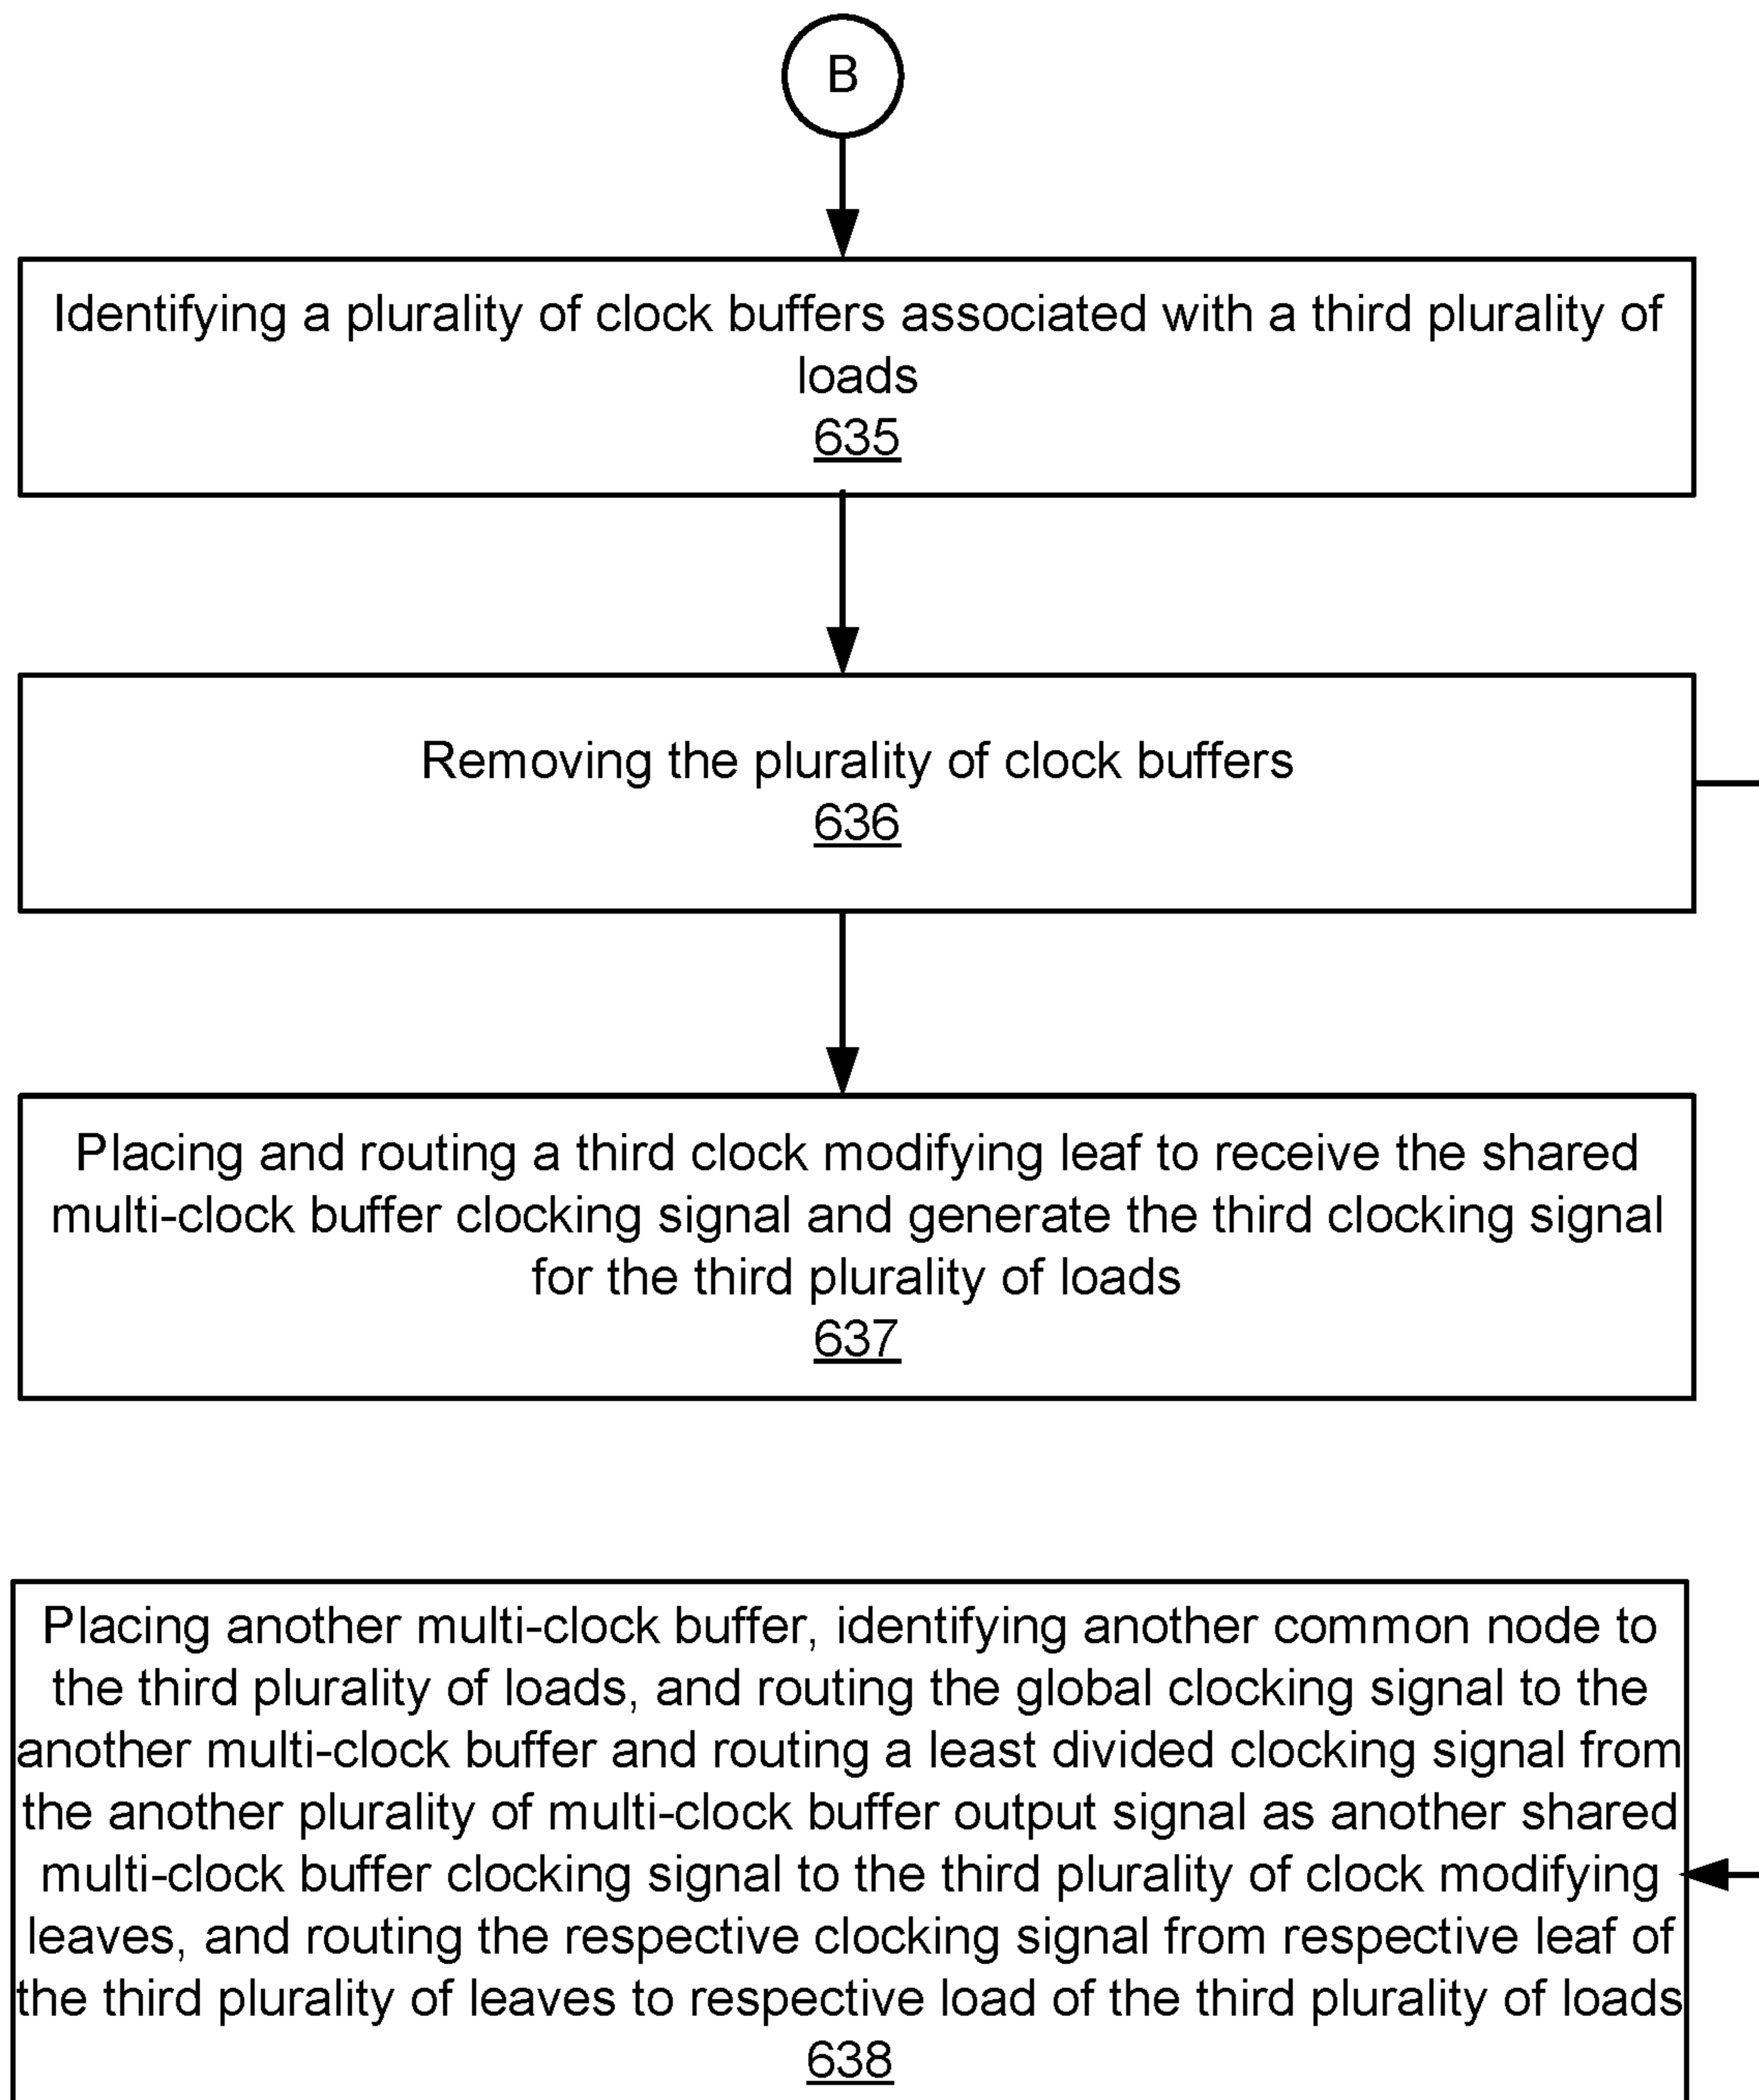 B
Identifying a plurality of clock buffers associated with a third plurality of
loads
635
Removing the plurality of clock buffers
636
Placing and routing a third clock modifying leaf to receive the shared
multi-clock buffer clocking signal and generate the third clocking signal
for the third plurality of loads
637
Placing another multi-clock buffer, identifying another common node to
the third plurality of loads, and routing the global clocking signal to the
another multi-clock buffer and routing a least divided clocking signal from
the another plurality of multi-clock buffer output signal as another shared
multi-clock buffer clocking signal to the third plurality of clock modifying
leaves, and routing the respective clocking signal from respective leaf of
the third plurality of leaves to respective load of the third plurality of loads
638